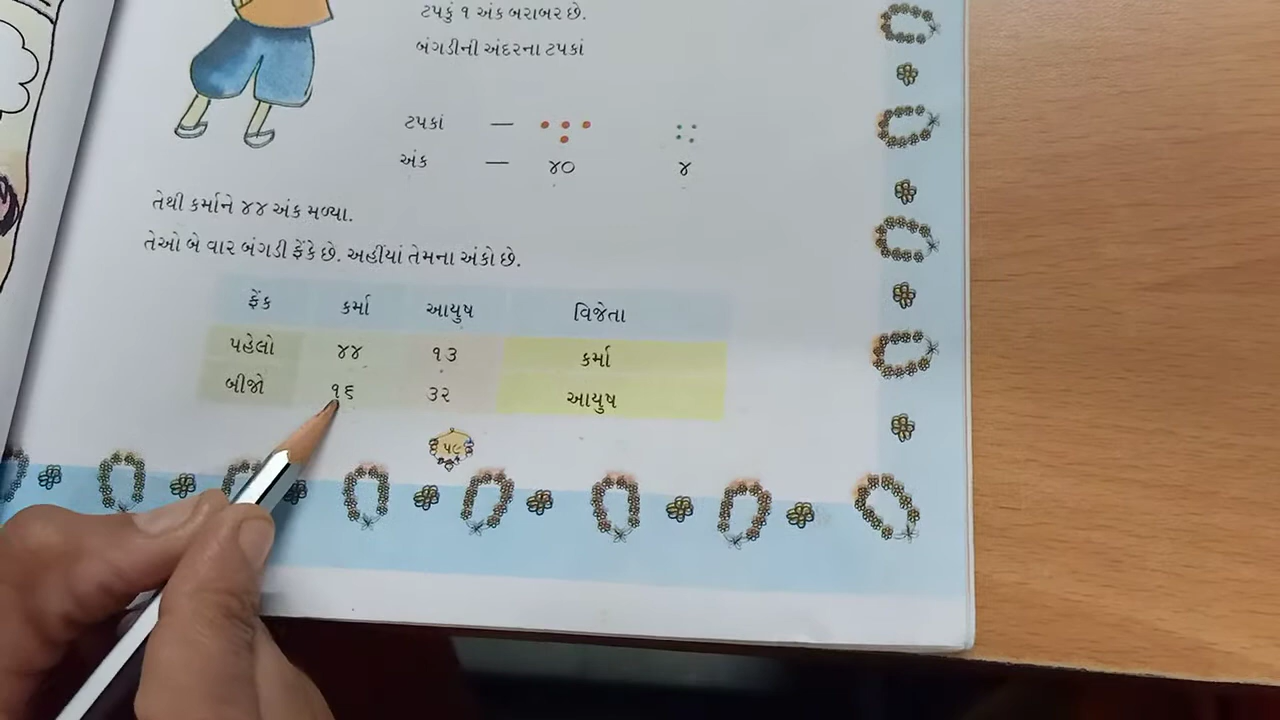 ટપકું ૧ અંક બરાબર છે.
બંગડીની અંદરના ટપકાં
ટપકાં —
અંક — ૪૦ ૪
તેથી કર્માને ૪૪ અંક મળ્યા.
તેઓ બે વાર બંગડી ફેંકે છે. અહીંયાં તેમના અંકો છે.
ફેંક કર્મા આયુષ વિજેતા
પહેલો ૪૪ ૧૩ કર્મા
બીજો ૧૬ ૩૨ આયુષ
૫૯